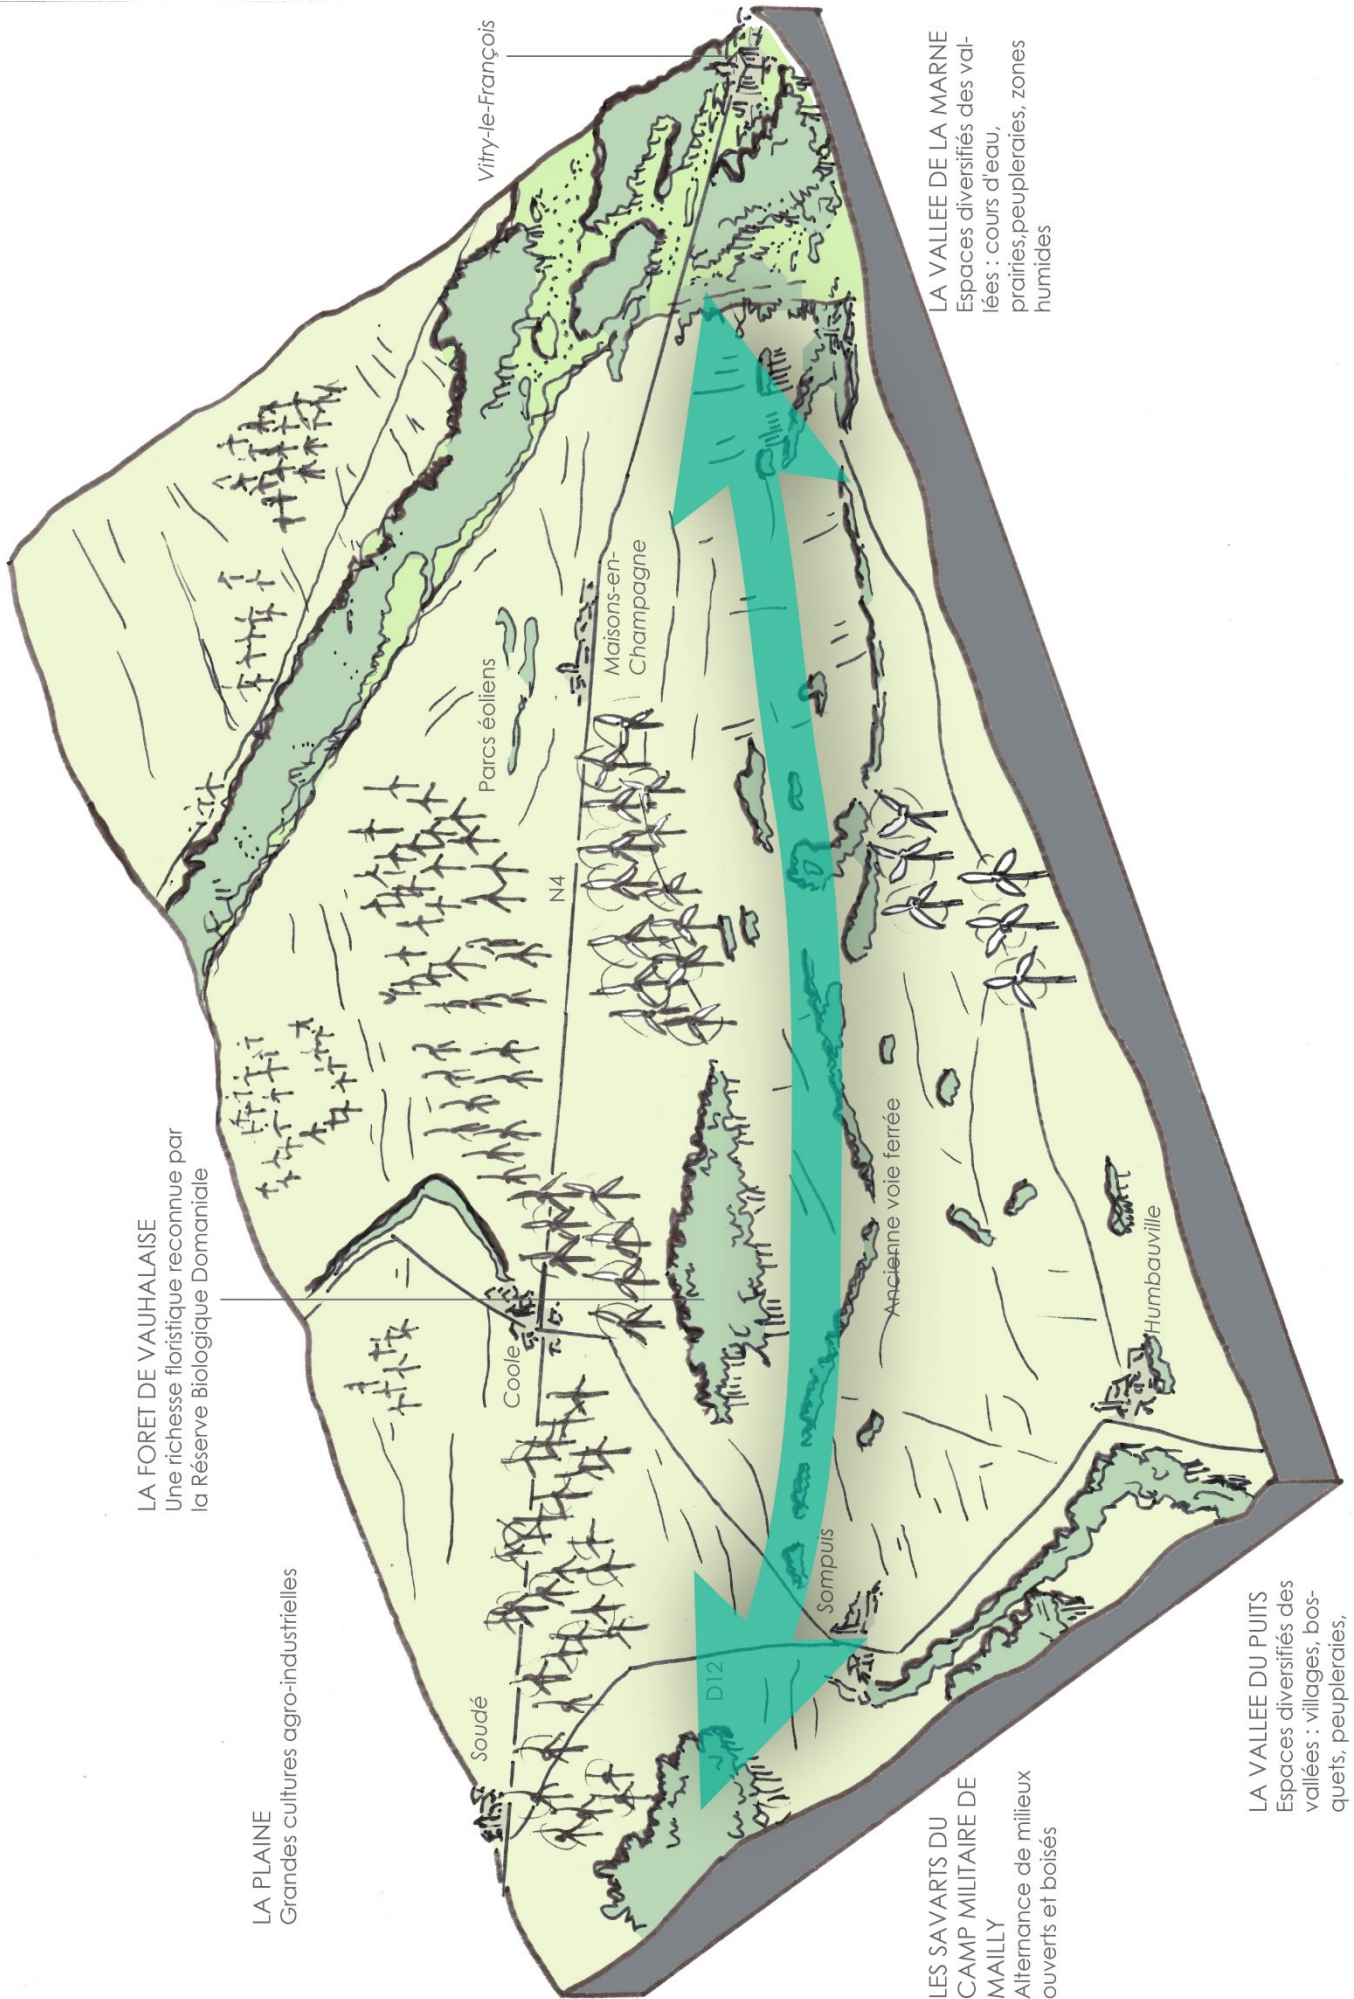 LA PLAINE
Grandes cultures agro-industrielles
LA FORET DE VAUHALAISE
Une richesse floristique reconnue par
la Réserve Biologique Domaniale
Vitry-le-François
Soudé
Coole
N4
Parcs éoliens
Maisons-en-
Champagne
D12
Sompuis
Ancienne voie ferrée
Humbauville
LES SAVARTS DU
CAMP MILITAIRE DE
MAILLY
Alternance de milieux
ouverts et boisés
LA VALLEE DU PUITS
Espaces diversifiés des
vallées : villages, bos-
quets, peupleraies,
LA VALLEE DE LA MARNE
Espaces diversifiés des val-
lées : cours d'eau,
prairies,peupleraies, zones
humides